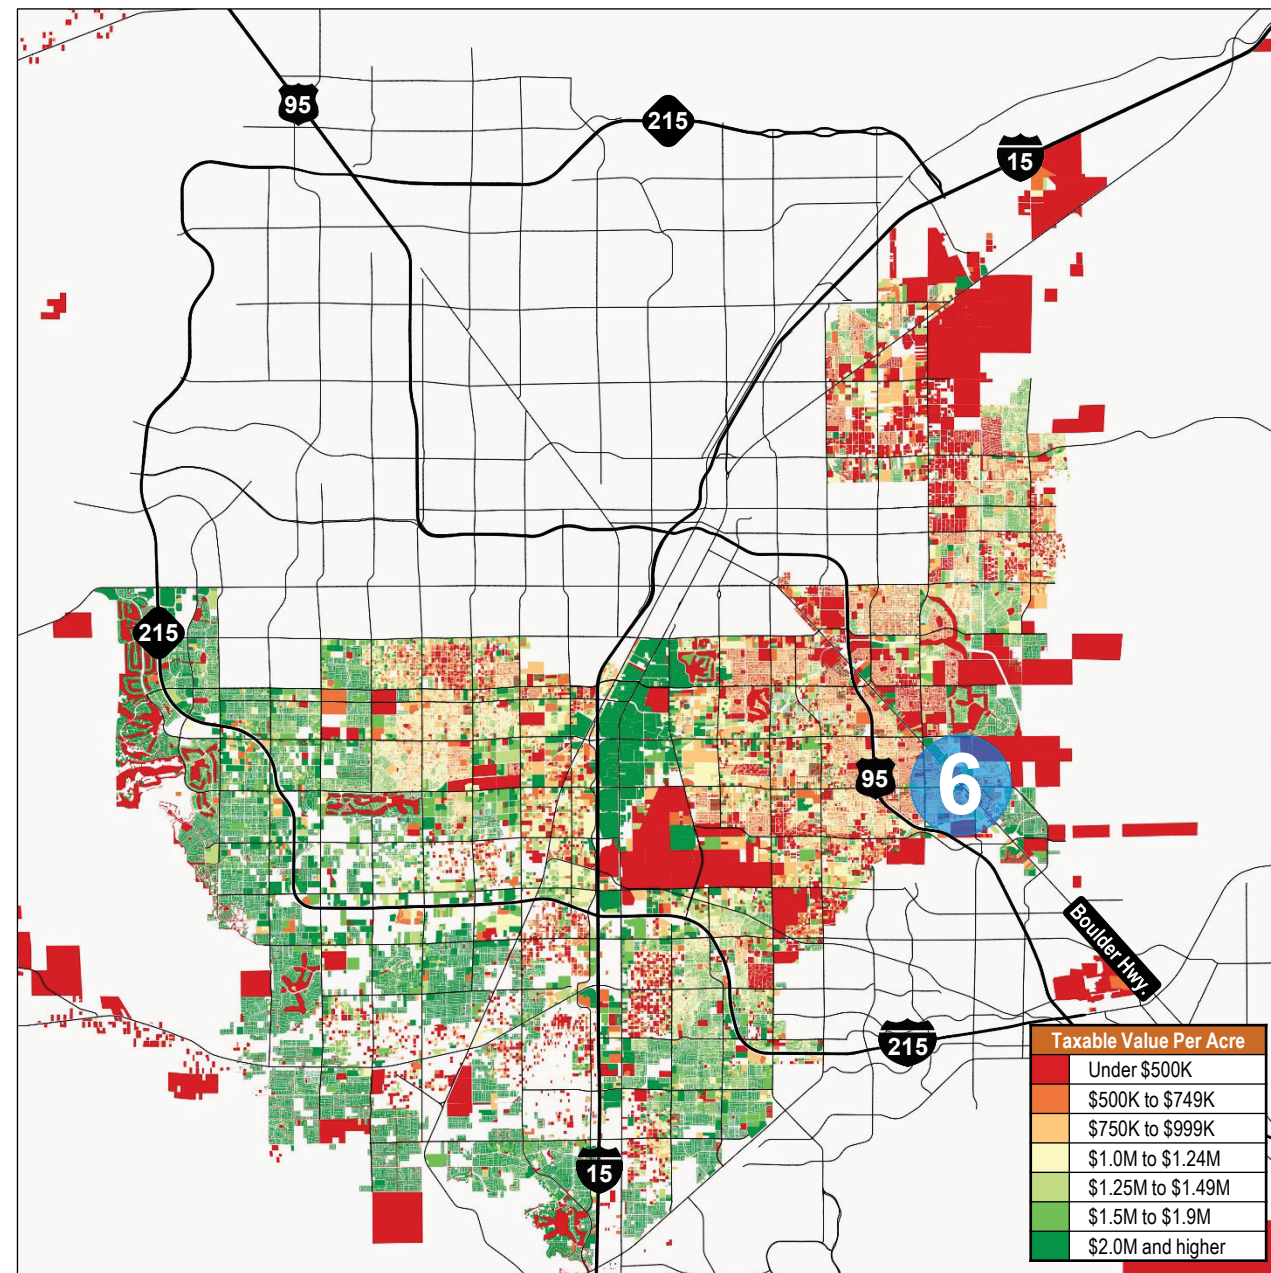 95
215
15
215
95
6
Boulder Hwy.
215
15
Taxable Value Per Acre
Under $500K
$500K to $749K
$750K to $999K
$1.0M to $1.24M
$1.25M to $1.49M
$1.5M to $1.9M
$2.0M and higher